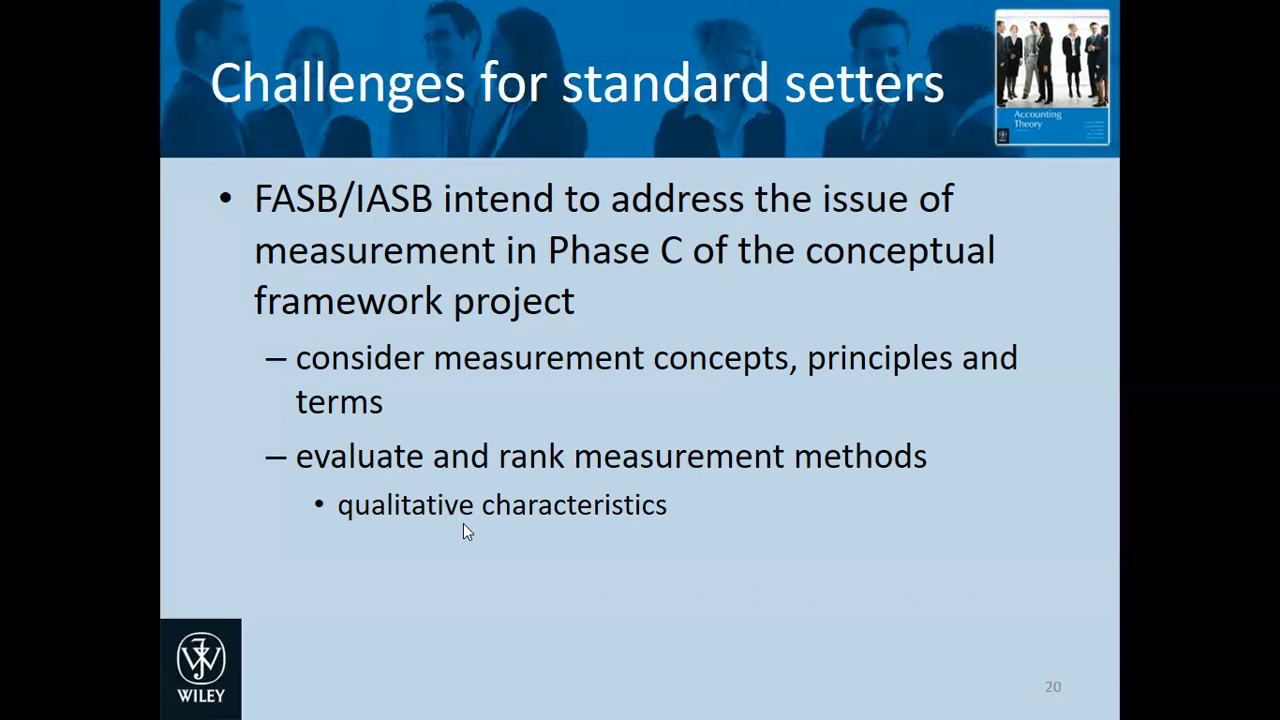 Challenges for standard setters
Accounting
Theory
• FASB/IASB intend to address the issue of
measurement in Phase C of the conceptual
framework project
– consider measurement concepts, principles and
terms
– evaluate and rank measurement methods
• qualitative characteristics
WILEY
20